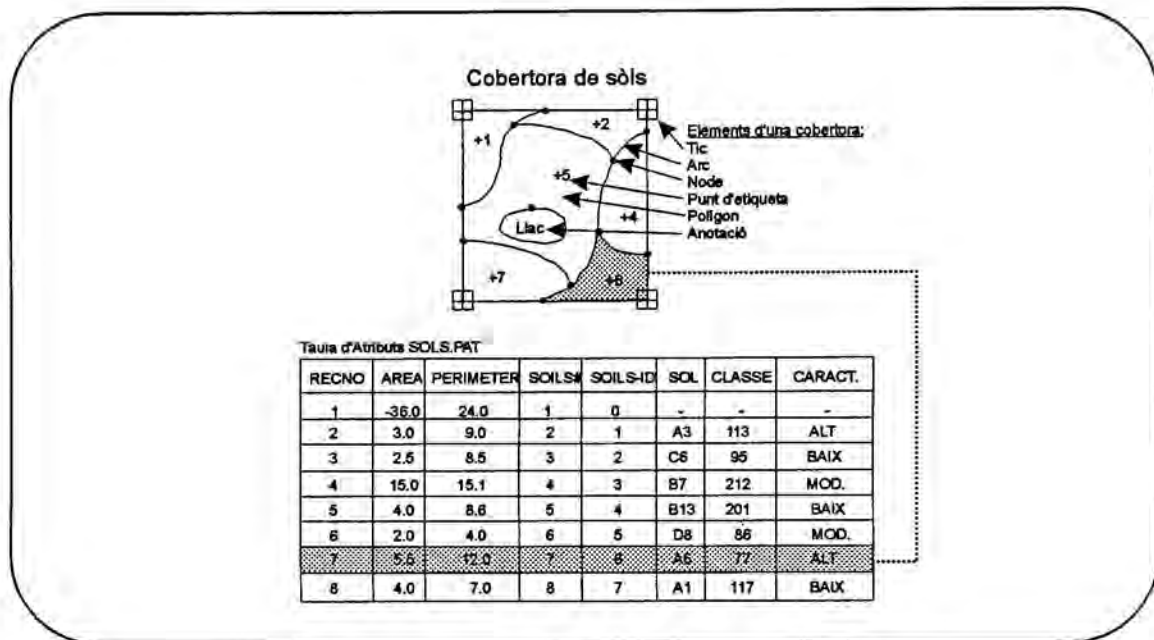 Cobertora de sòls
+1
+2
Elements d'una cobertora:
Tic
Arc
Node
+5
Punt d'etiqueta
Polígon
+4
Llac
Anotació
+7
+6
Taula d'Atributs SOLS.PAT
RECNO AREA PERIMETER SOILS# SOILS-ID SOL CLASSE CARACT.
1 -36.0 24.0 1 0 - - -
2 3.0 9.0 2 1 A3 113 ALT
3 2.5 8.5 3 2 C6 95 BAIX
4 15.0 15.1 4 3 B7 212 MOD.
5 4.0 8.6 5 4 B13 201 BAIX
6 2.0 4.0 6 5 D8 86 MOD.
7 5.5 12.0 7 6 A6 77 ALT
8 4.0 7.0 8 7 A1 117 BAIX